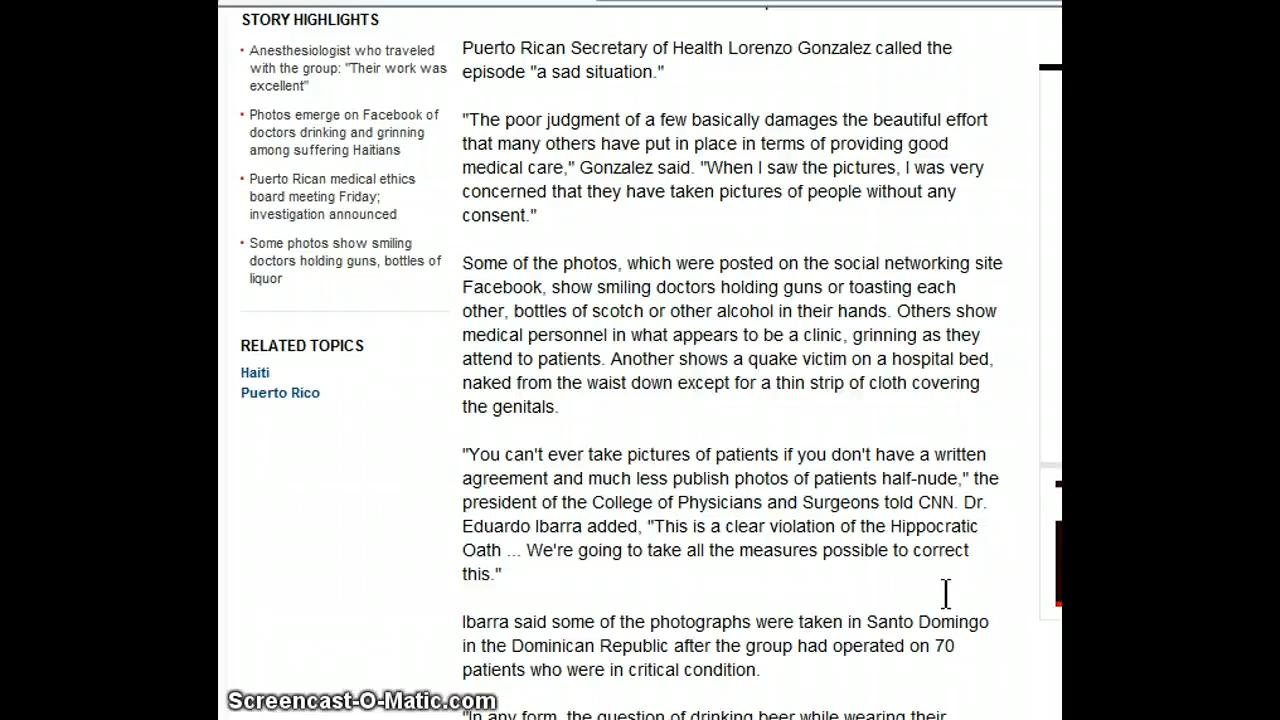 STORY HIGHLIGHTS
Anesthesiologist who traveled
with the group: "Their work was
excellent"
Photos emerge on Facebook of
doctors drinking and grinning
among suffering Haitians
Puerto Rican medical ethics
board meeting Friday;
investigation announced
Some photos show smiling
doctors holding guns, bottles of
liquor
RELATED TOPICS
Haiti
Puerto Rico
Puerto Rican Secretary of Health Lorenzo Gonzalez called the
episode "a sad situation."
"The poor judgment of a few basically damages the beautiful effort
that many others have put in place in terms of providing good
medical care," Gonzalez said. "When I saw the pictures, I was very
concerned that they have taken pictures of people without any
consent."
Some of the photos, which were posted on the social networking site
Facebook, show smiling doctors holding guns or toasting each
other, bottles of scotch or other alcohol in their hands. Others show
medical personnel in what appears to be a clinic, grinning as they
attend to patients. Another shows a quake victim on a hospital bed,
naked from the waist down except for a thin strip of cloth covering
the genitals.
"You can't ever take pictures of patients if you don't have a written
agreement and much less publish photos of patients half-nude," the
president of the College of Physicians and Surgeons told CNN. Dr.
Eduardo Ibarra added, "This is a clear violation of the Hippocratic
Oath ... We're going to take all the measures possible to correct
this."
Ibarra said some of the photographs were taken in Santo Domingo
in the Dominican Republic after the group had operated on 70
patients who were in critical condition.
"In any form, the question of drinking beer while wearing their
Screencast-O-Matic.com